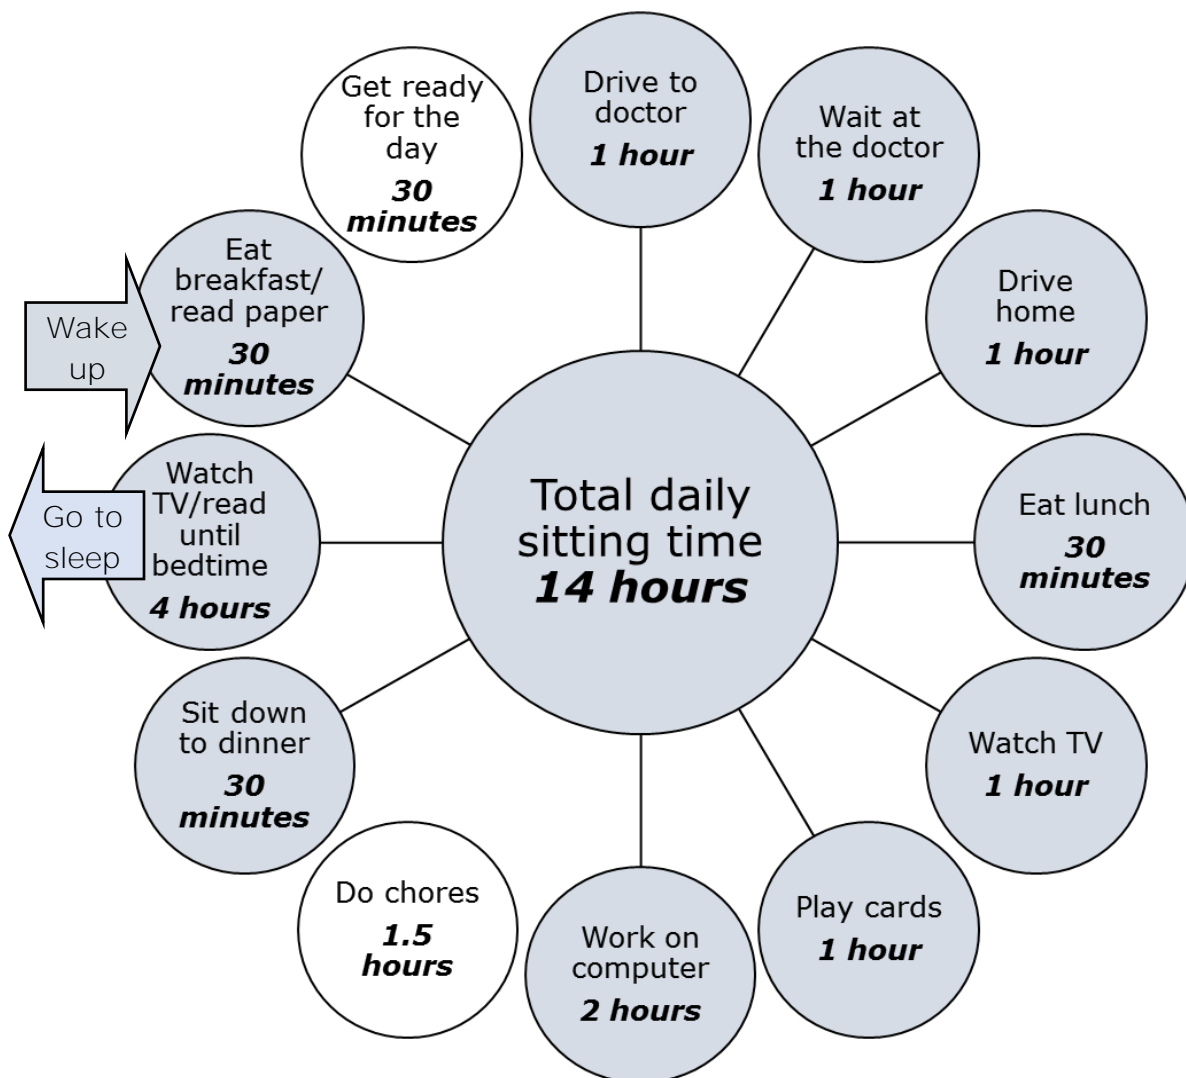 Wake
up
Eat
breakfast/
read paper
30
minutes
Get ready
for the
day
30
minutes
Drive to
doctor
1 hour
Wait at
the doctor
1 hour
Drive
home
1 hour
Eat lunch
30
minutes
Watch TV
1 hour
Play cards
1 hour
Work on
computer
2 hours
Do chores
1.5
hours
Sit down
to dinner
30
minutes
Watch
TV/read
until
bedtime
4 hours
Go to
sleep
Total daily
sitting time
14 hours